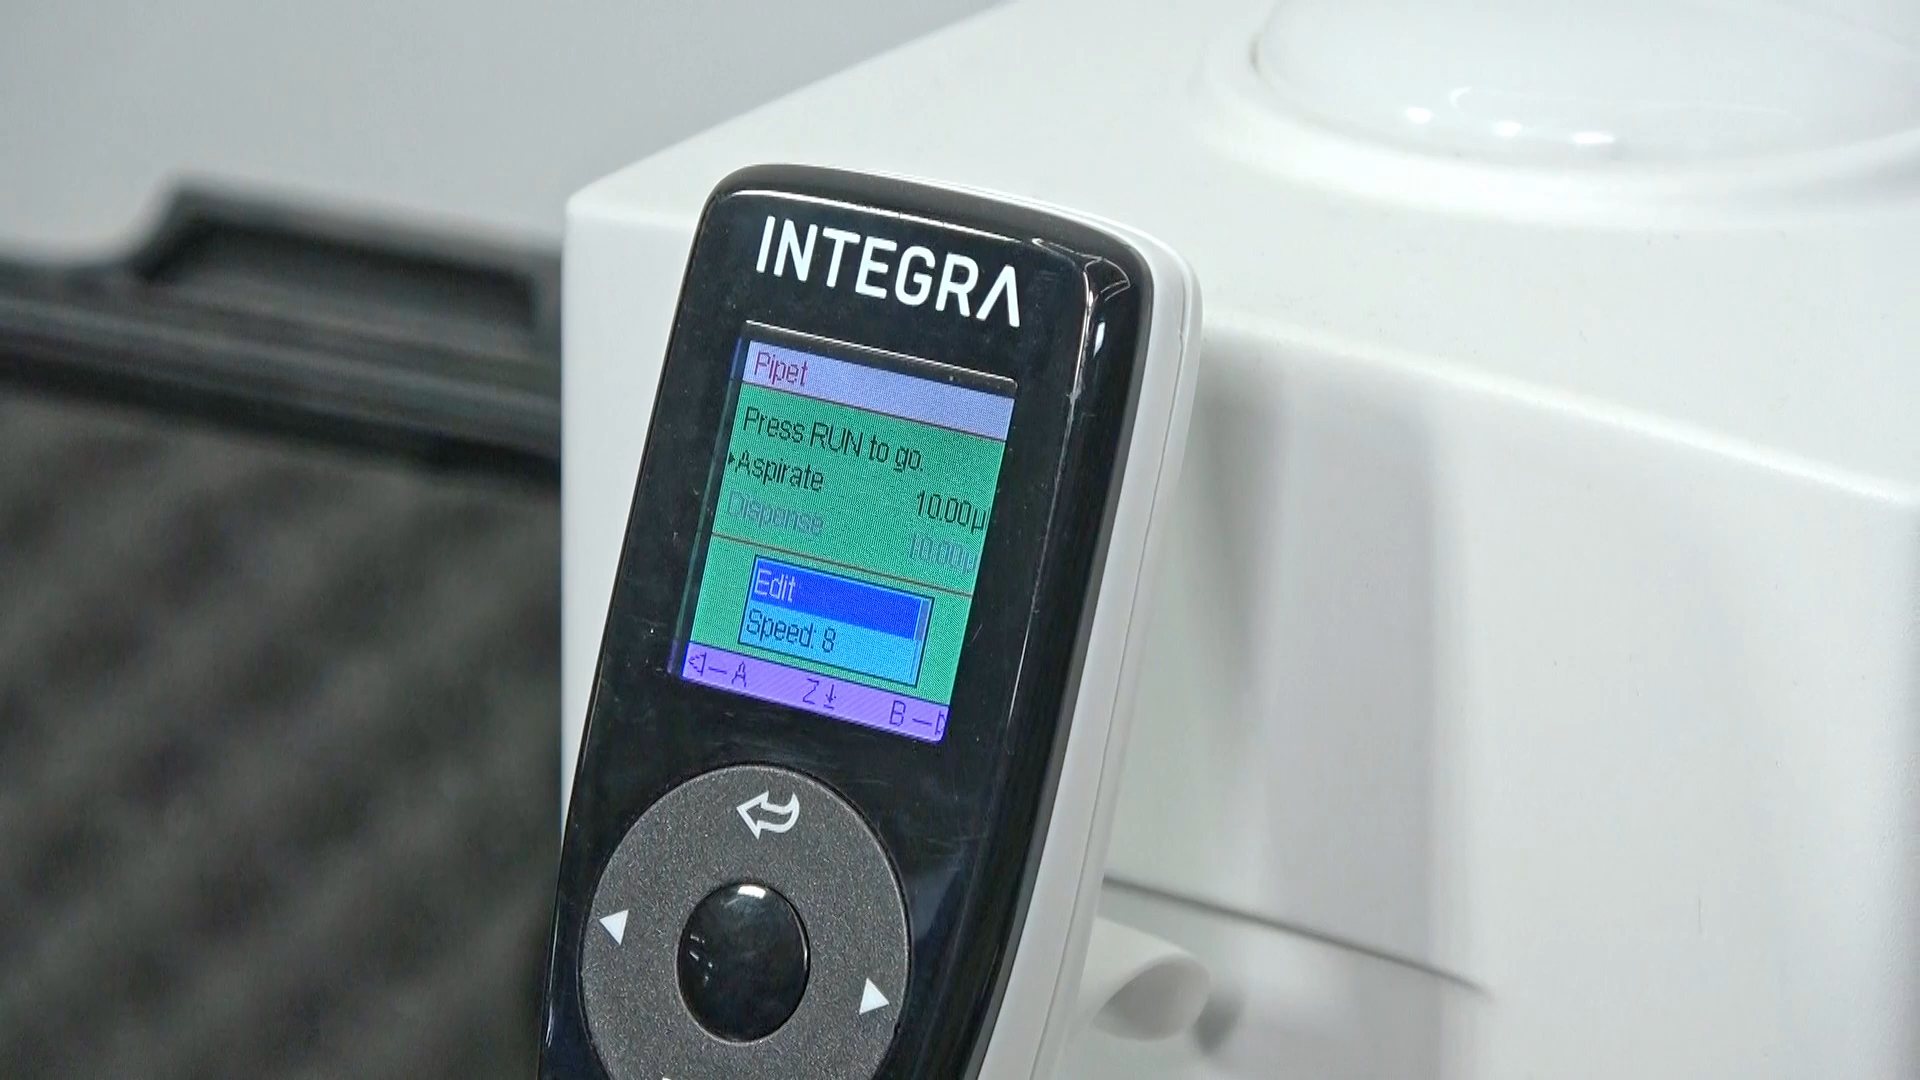 INTEGRA
Pipet
Press RUN to go.
Aspirate 10.00µ
Dispense 10.00µ
Edit
Speed: 8
A Z B